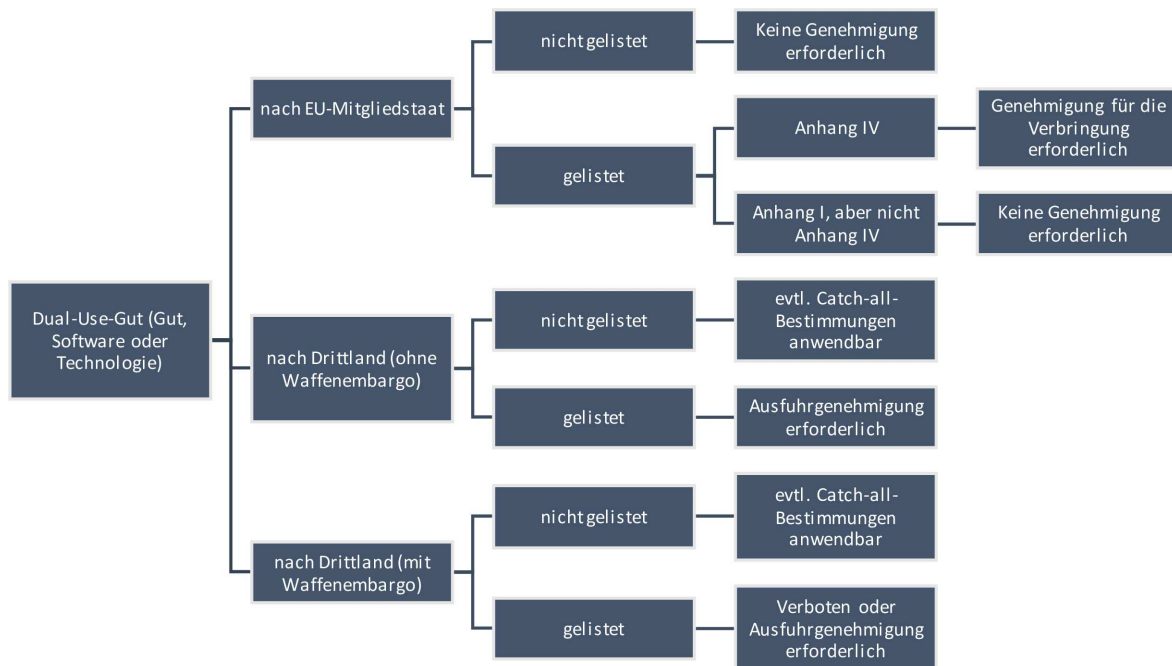 Dual-Use-Gut (Gut,
Software oder
Technologie)
nach EU-Mitgliedstaat
nicht gelistet
Keine Genehmigung
erforderlich
gelistet
Anhang IV
Genehmigung für die
Verbringung
erforderlich
Anhang I, aber nicht
Anhang IV
Keine Genehmigung
erforderlich
nach Drittland (ohne
Waffenembargo)
nicht gelistet
evtl. Catch-all-
Bestimmungen
anwendbar
gelistet
Ausfuhrgenehmigung
erforderlich
nach Drittland (mit
Waffenembargo)
nicht gelistet
evtl. Catch-all-
Bestimmungen
anwendbar
gelistet
Verboten oder
Ausfuhrgenehmigung
erforderlich